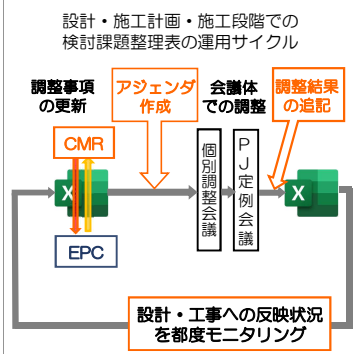 設計・施工計画・施工段階での
検討課題整理表の運用サイクル
調整事項
の更新
アジェンダ
作成
会議体
での調整
調整結果
の追記
CMR
X
EPC
個別調整会議
PJ定例会議
X
設計・工事への反映状況
を都度モニタリング